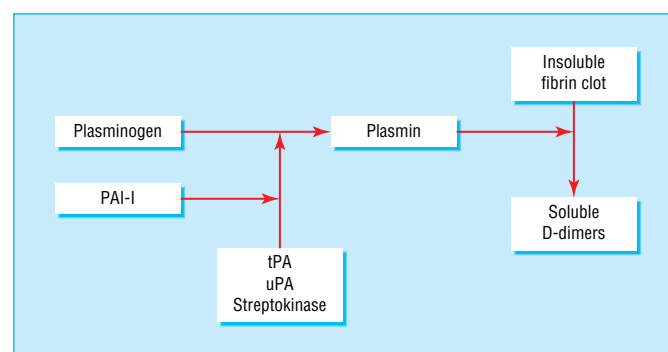 Insoluble
fibrin clot
Plasminogen
Plasmin
PAI-I
Soluble
D-dimers
tPA
uPA
Streptokinase